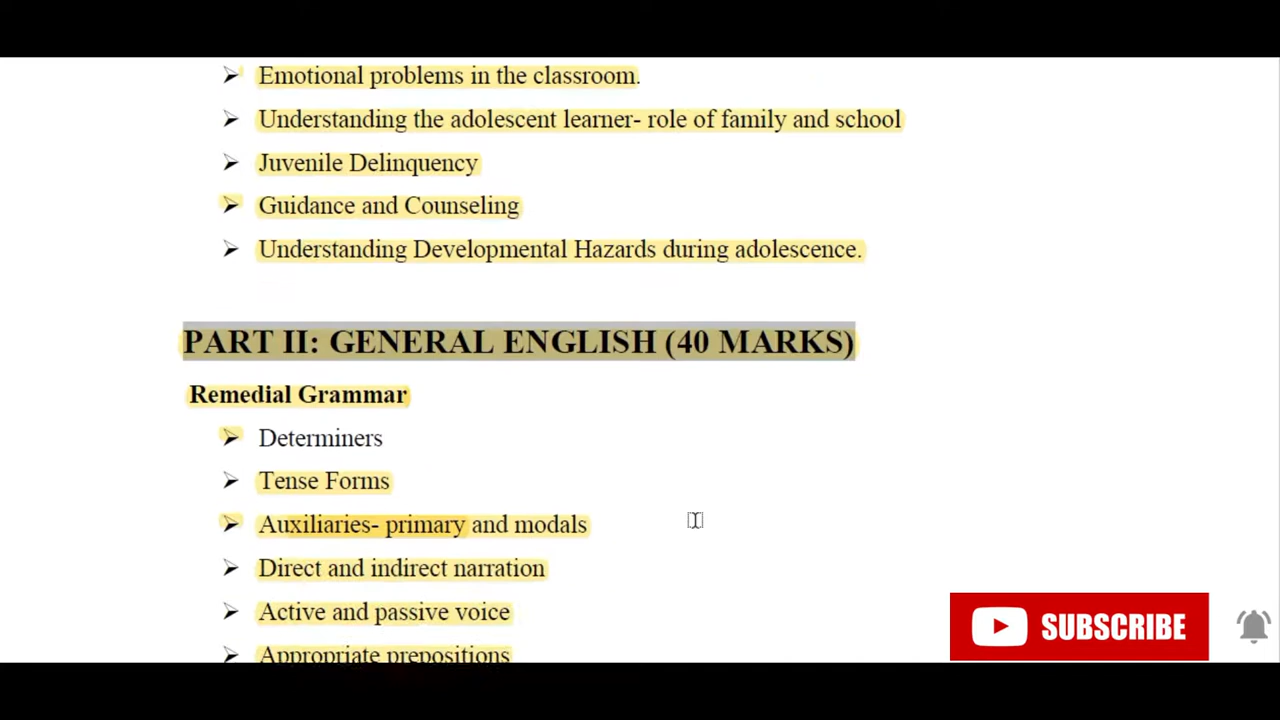 ➢ Emotional problems in the classroom.
➢ Understanding the adolescent learner- role of family and school
➢ Juvenile Delinquency
➢ Guidance and Counseling
➢ Understanding Developmental Hazards during adolescence.
PART II: GENERAL ENGLISH (40 MARKS)
Remedial Grammar
➢ Determiners
➢ Tense Forms
➢ Auxiliaries- primary and modals
➢ Direct and indirect narration
➢ Active and passive voice
SUBSCRIBE
➢ Appropriate prepositions